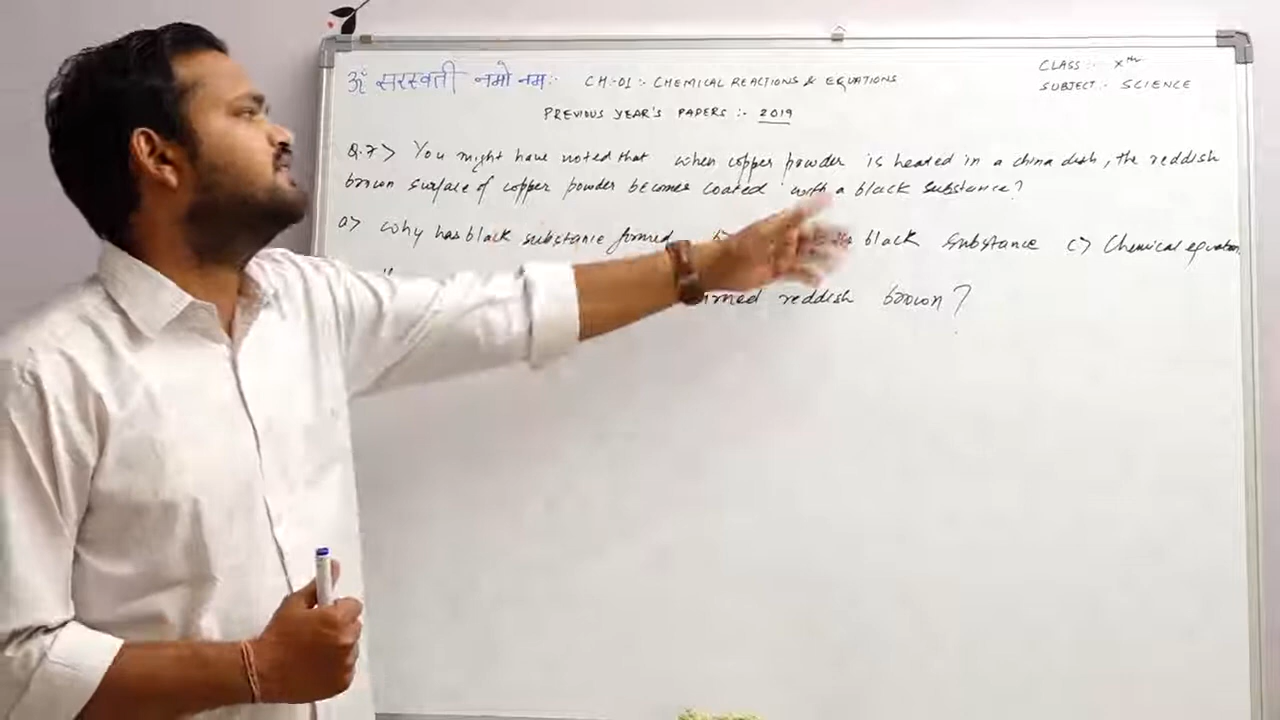 ॐ सरस्वती नमो नमः:- CH-01:- CHEMICAL REACTIONS & EQUATIONS
CLASS:- Xth
SUBJECT:- SCIENCE
PREVIOUS YEAR'S PAPERS:- 2019
Q.7> You might have noted that when copper powder is heated in a china dish, the reddish
brown surface of copper powder becomes coated with a black substance?
a> Why has black substance formed black substance c> Chemical equation
reddish brown?